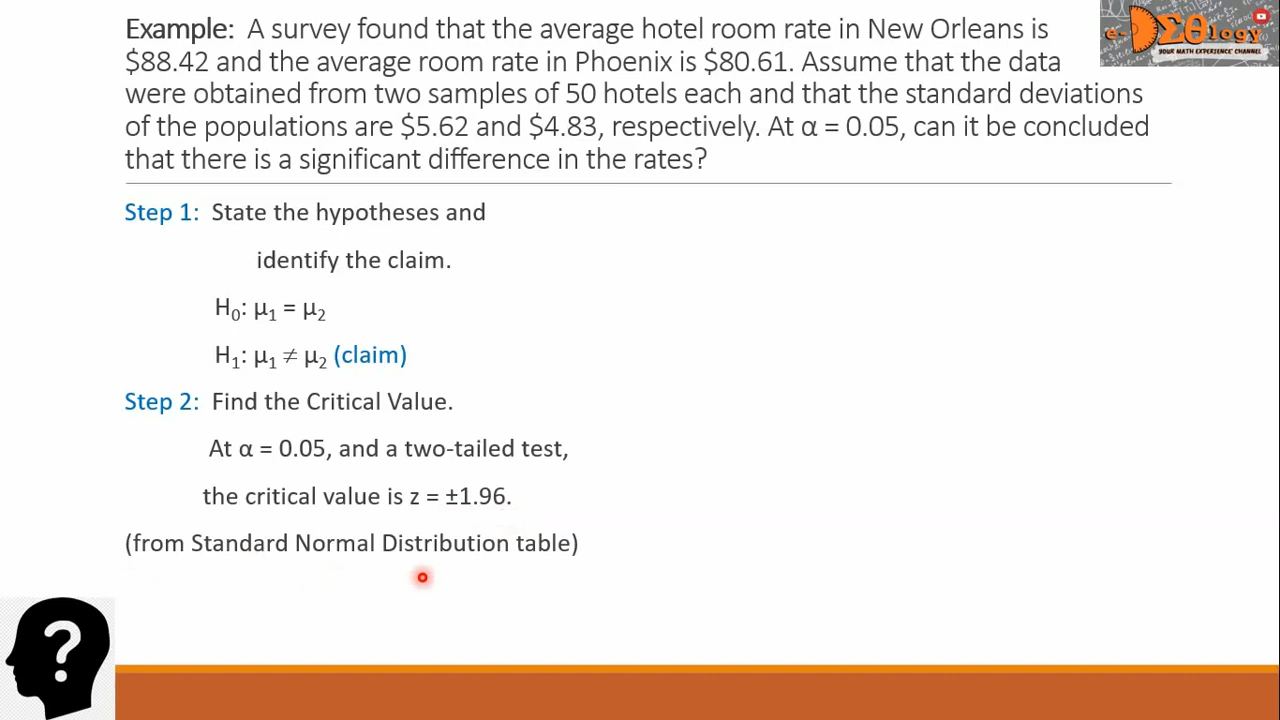 Example: A survey found that the average hotel room rate in New Orleans is
$88.42 and the average room rate in Phoenix is $80.61. Assume that the data
were obtained from two samples of 50 hotels each and that the standard deviations
of the populations are $5.62 and $4.83, respectively. At α = 0.05, can it be concluded
that there is a significant difference in the rates?
e-DΣθlogy
YOUR MATH EXPERIENCE CHANNEL
Step 1: State the hypotheses and
identify the claim.
H₀: μ₁ = μ₂
H₁: μ₁ ≠ μ₂ (claim)
Step 2: Find the Critical Value.
At α = 0.05, and a two-tailed test,
the critical value is z = ±1.96.
(from Standard Normal Distribution table)
?